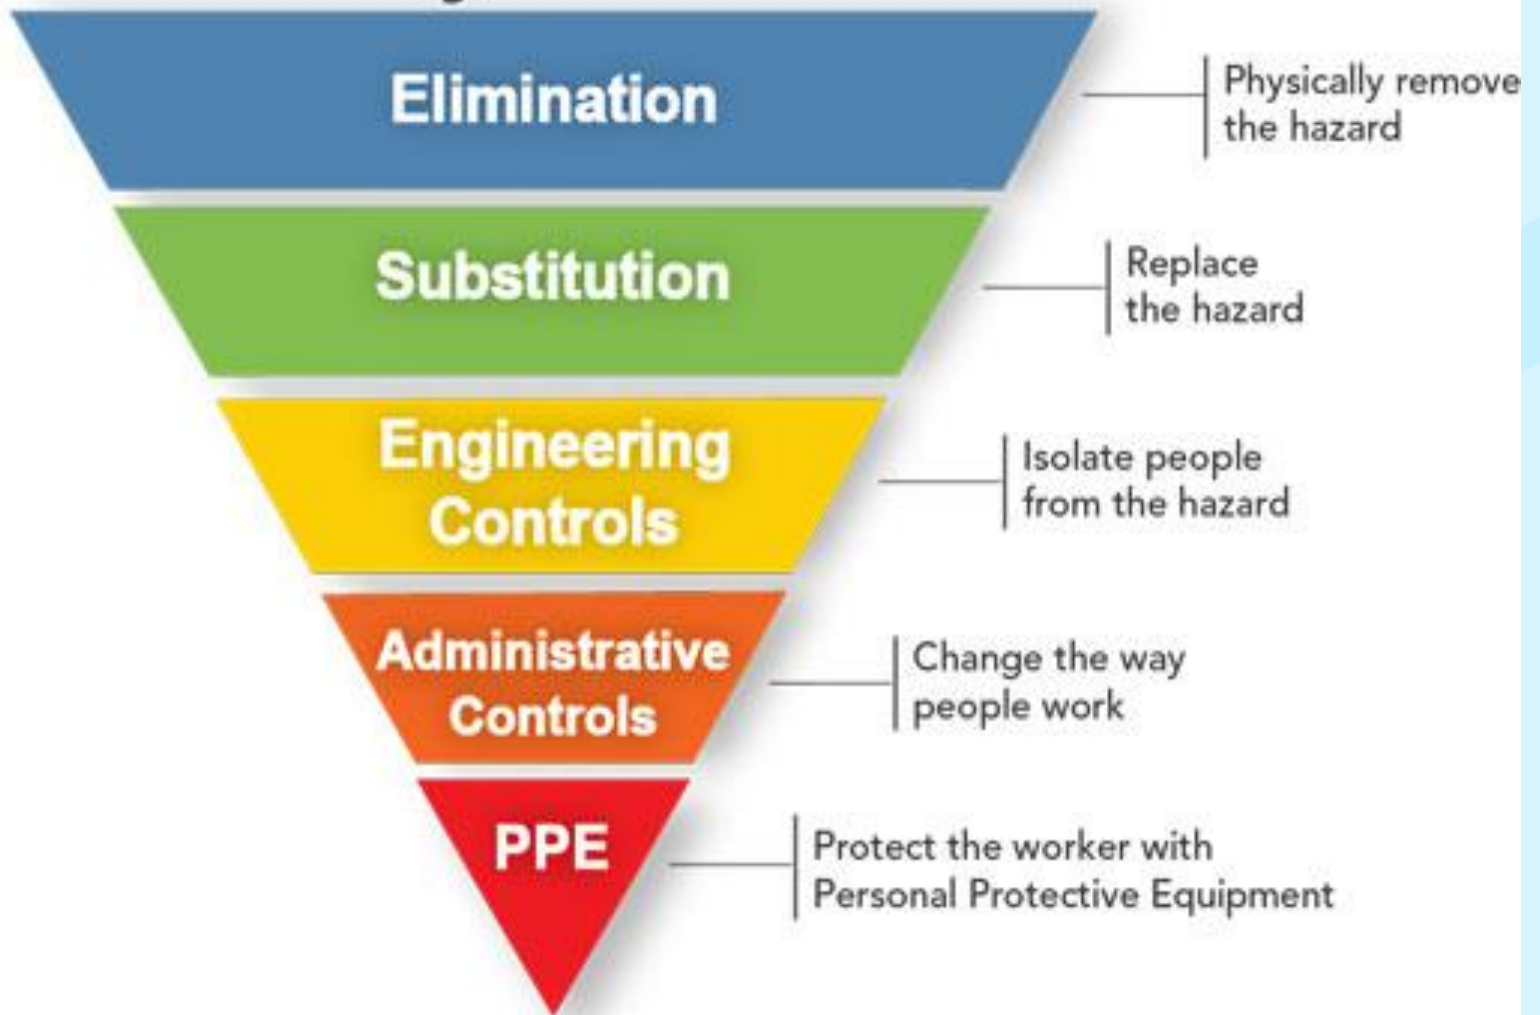 Elimination
Physically remove
the hazard
Substitution
Replace
the hazard
Engineering
Controls
Isolate people
from the hazard
Administrative
Controls
Change the way
people work
PPE
Protect the worker with
Personal Protective Equipment